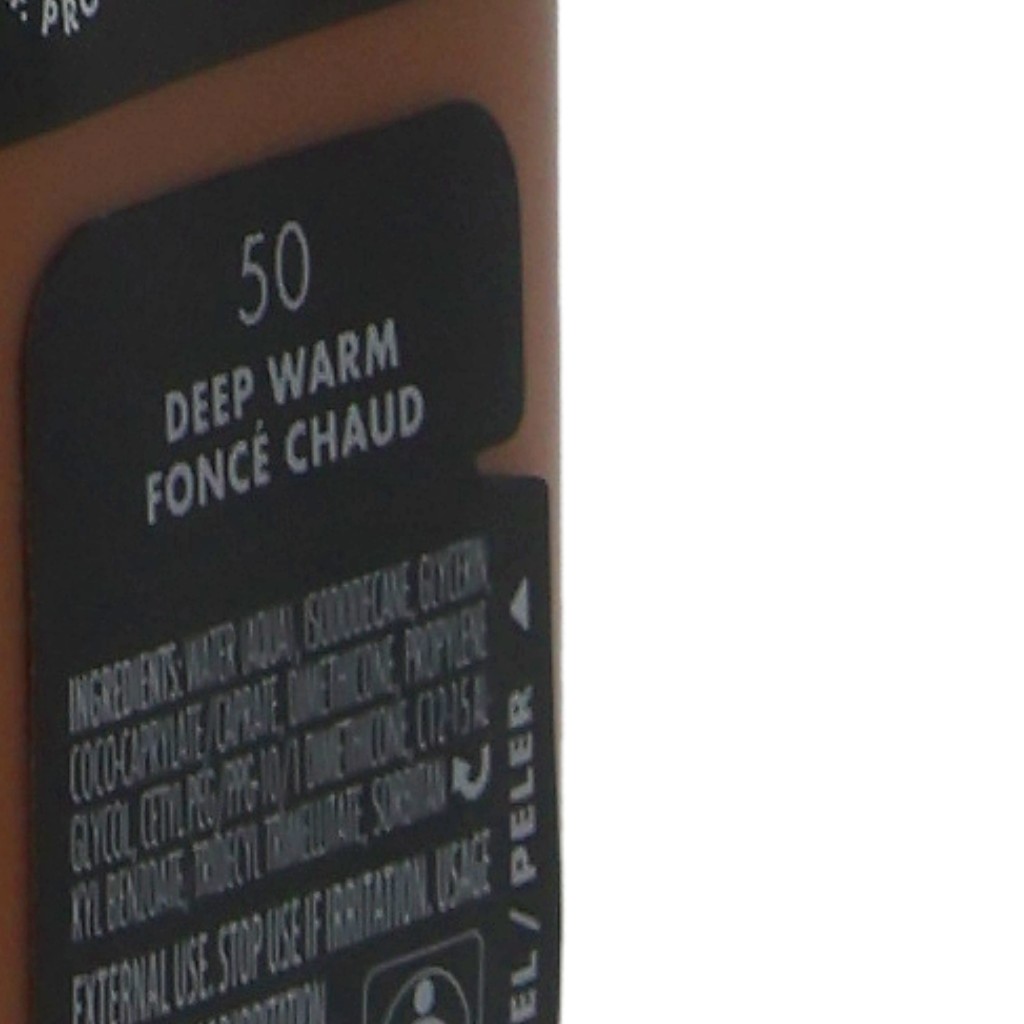 PRO
50
DEEP WARM
FONCÉ CHAUD
INGREDIENTS: WATER (AQUA), ISODODECANE, GLYCERIN,
COCO-CAPRYLATE/CAPRATE, DIMETHICONE, PROPYLENE
GLYCOL, CETYL PEG/PPG-10/1 DIMETHICONE, C12-15 AL
KYL BENZOATE, TRIDECYL TRIMELLITATE, SORBITAN
EXTERNAL USE. STOP USE IF IRRITATION. USAGE
IRRITATION
EL / PELER